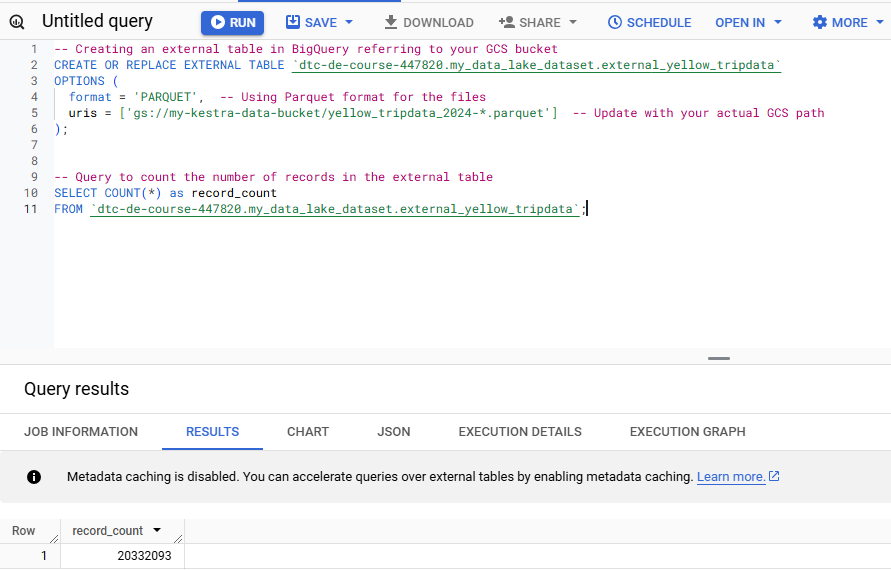 Untitled query RUN SAVE DOWNLOAD SHARE SCHEDULE OPEN IN MORE
1 -- Creating an external table in BigQuery referring to your GCS bucket
2 CREATE OR REPLACE EXTERNAL TABLE `dtc-de-course-447820.my_data_lake_dataset.external_yellow_tripdata`
3 OPTIONS (
4 format = 'PARQUET', -- Using Parquet format for the files
5 uris = ['gs://my-kestra-data-bucket/yellow_tripdata_2024-*.parquet'] -- Update with your actual GCS path
6 );
7
8
9 -- Query to count the number of records in the external table
10 SELECT COUNT(*) as record_count
11 FROM `dtc-de-course-447820.my_data_lake_dataset.external_yellow_tripdata`;
Query results
JOB INFORMATION RESULTS CHART JSON EXECUTION DETAILS EXECUTION GRAPH
Metadata caching is disabled. You can accelerate queries over external tables by enabling metadata caching. Learn more.
Row record_count
1 20332093